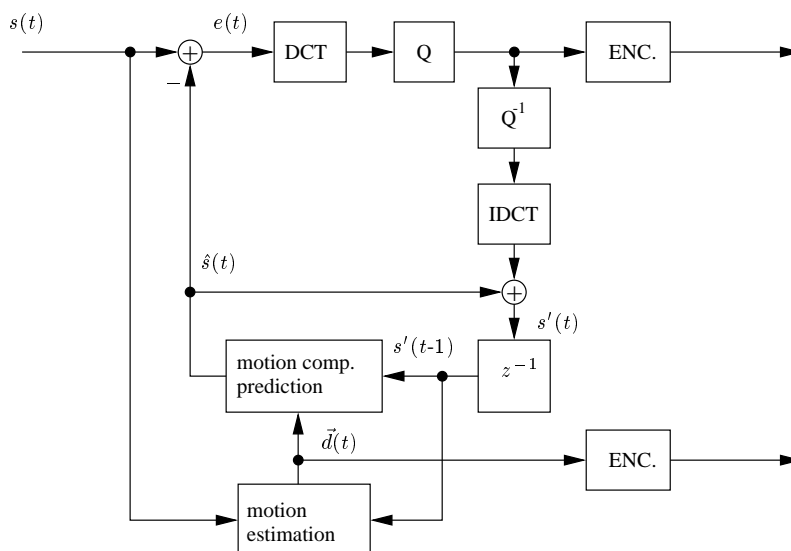 s(t)
e(t)
+
−
DCT
Q
ENC.
Q⁻¹
IDCT
ŝ(t)
+
s′(t)
s′(t-1)
motion comp.
prediction
z⁻¹
d⃗(t)
ENC.
motion
estimation